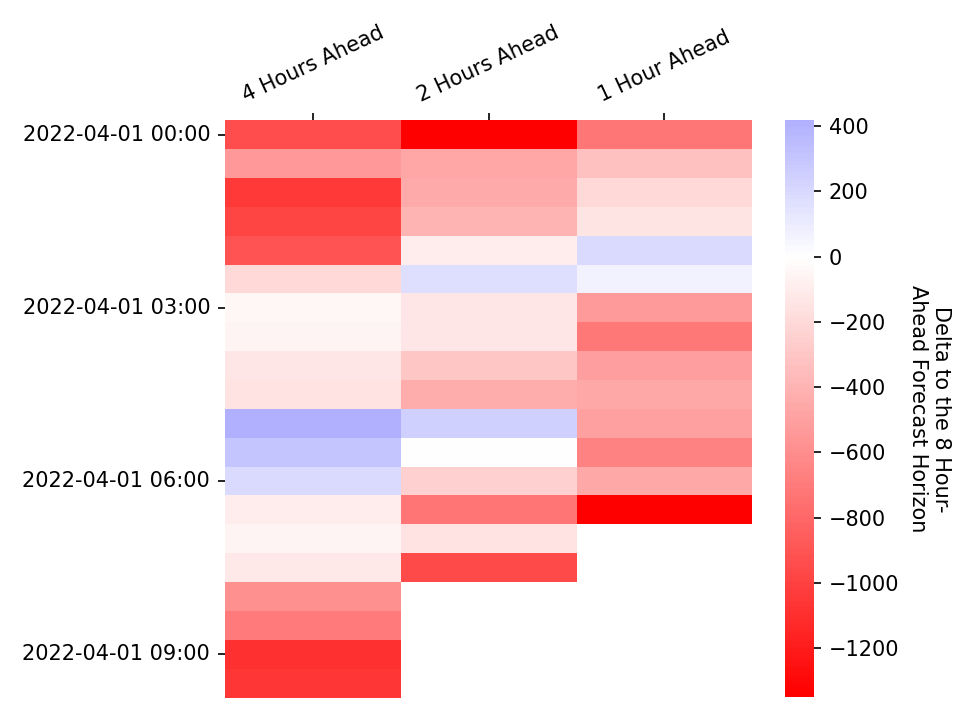 4 Hours Ahead
2 Hours Ahead
1 Hour Ahead
2022-04-01 00:00
2022-04-01 03:00
2022-04-01 06:00
2022-04-01 09:00
400
200
0
−200
−400
−600
−800
−1000
−1200
Delta to the 8 Hour-
Ahead Forecast Horizon